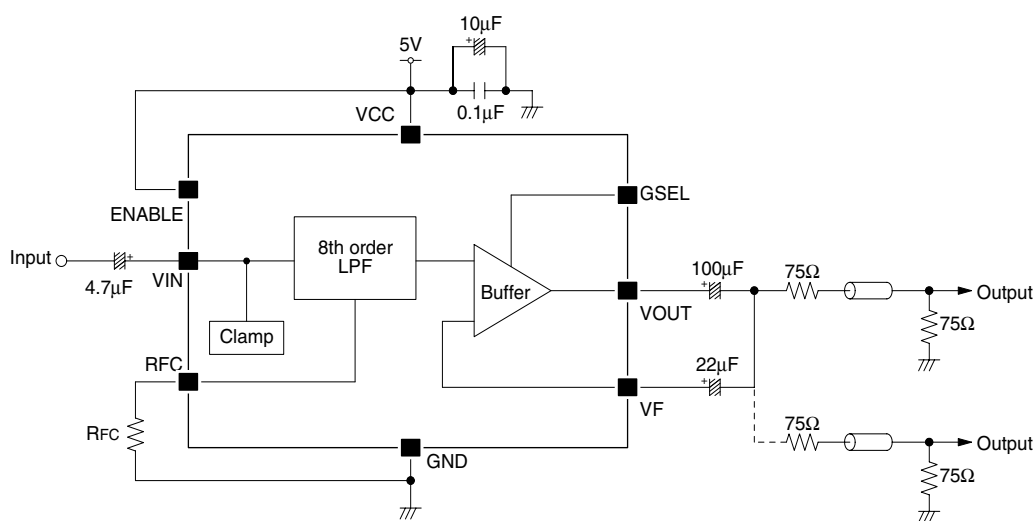 10μF
5V
0.1μF
VCC
ENABLE
GSEL
8th order
LPF
Input
4.7μF
VIN
Buffer
100μF
VOUT
75Ω
Output
75Ω
Clamp
RFC
22μF
VF
RFC
75Ω
Output
75Ω
GND